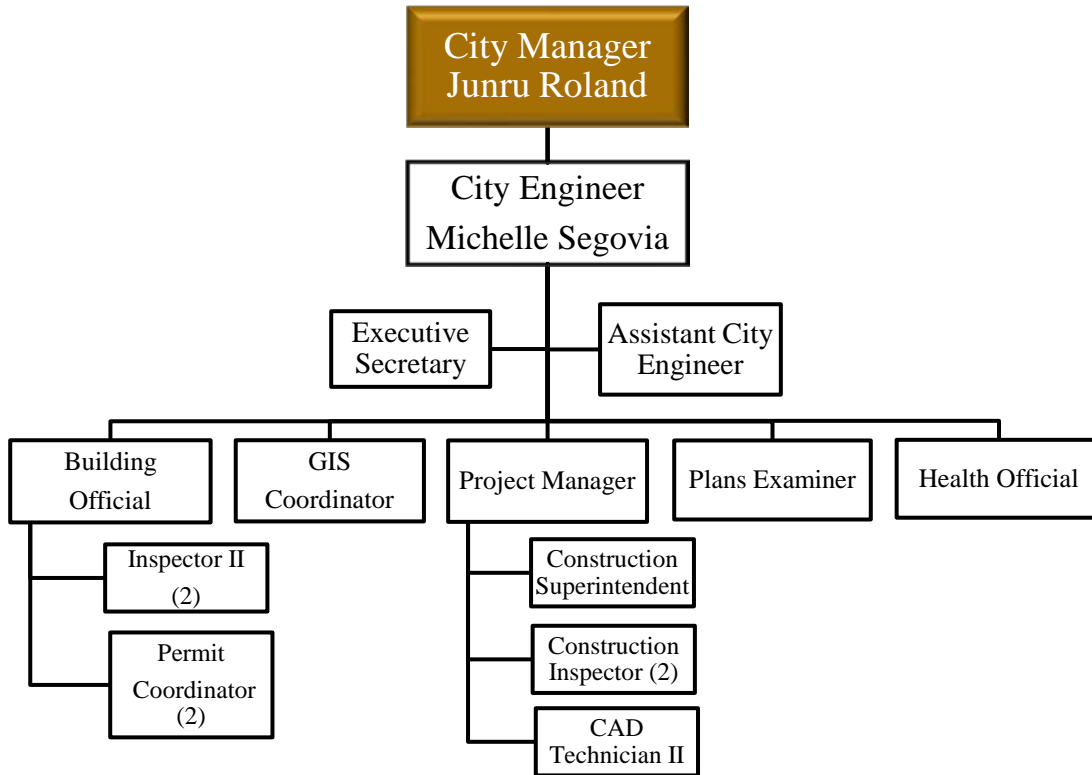 City Manager
Junru Roland
City Engineer
Michelle Segovia
Executive
Secretary
Assistant City
Engineer
Building
Official
GIS
Coordinator
Project Manager
Plans Examiner
Health Official
Inspector II
(2)
Permit
Coordinator
(2)
Construction
Superintendent
Construction
Inspector (2)
CAD
Technician II